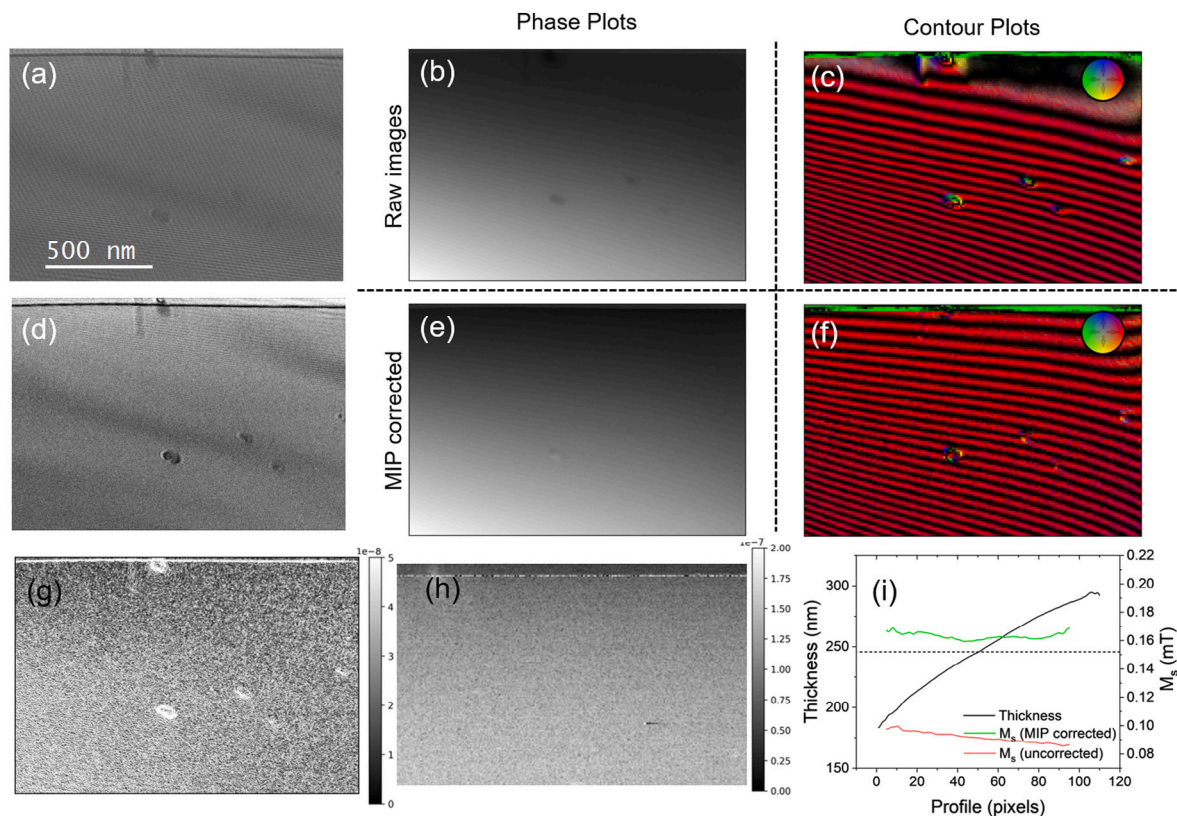 Phase Plots
Contour Plots
(a)
(b)
(c)
Raw images
500 nm
(d)
(e)
(f)
MIP corrected
(g)
1e-8
5
4
3
2
1
0
(h)
1e-7
2.00
1.75
1.50
1.25
1.00
0.75
0.50
0.25
0.00
(i)
Thickness (nm)
300
250
200
150
0.22
0.20
0.18
0.16
0.14
0.12
0.10
0.08
Ms (mT)
Thickness
Ms (MIP corrected)
Ms (uncorrected)
0 20 40 60 80 100 120
Profile (pixels)